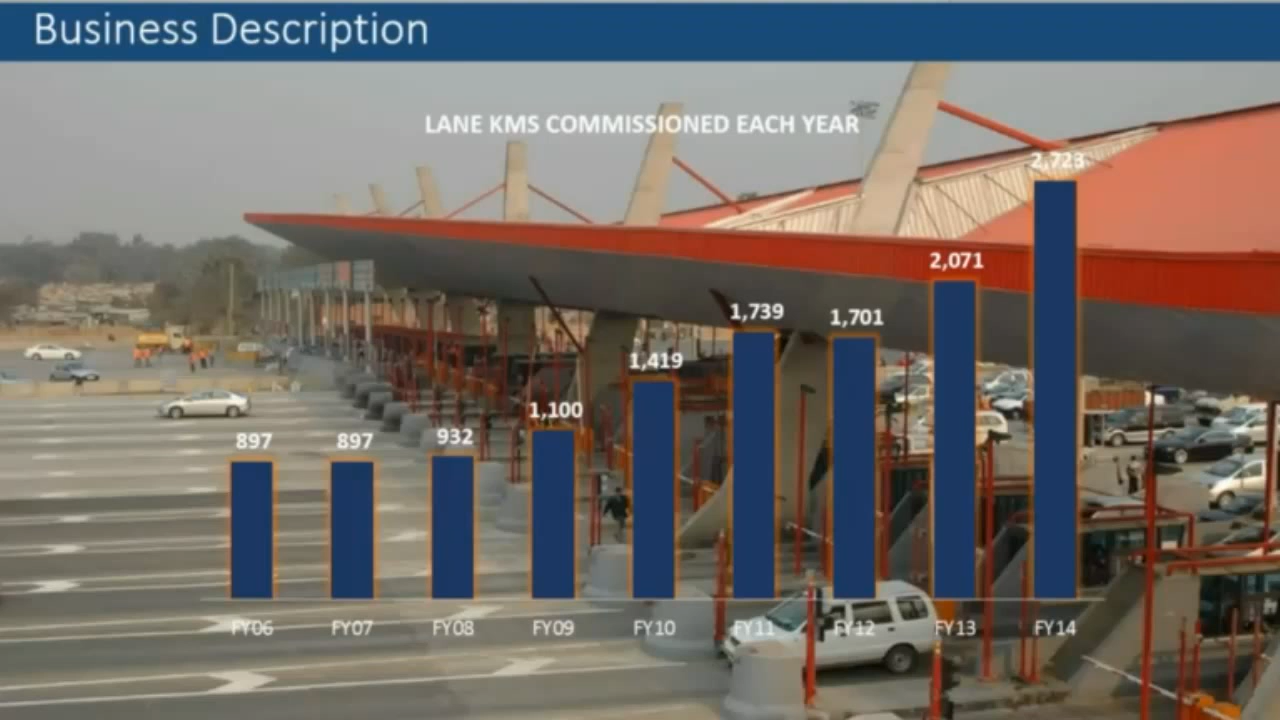 Business Description
LANE KMS COMMISSIONED EACH YEAR
897
897
932
1,100
1,419
1,739
1,701
2,071
2,723
FY06
FY07
FY08
FY09
FY10
FY11
FY12
FY13
FY14